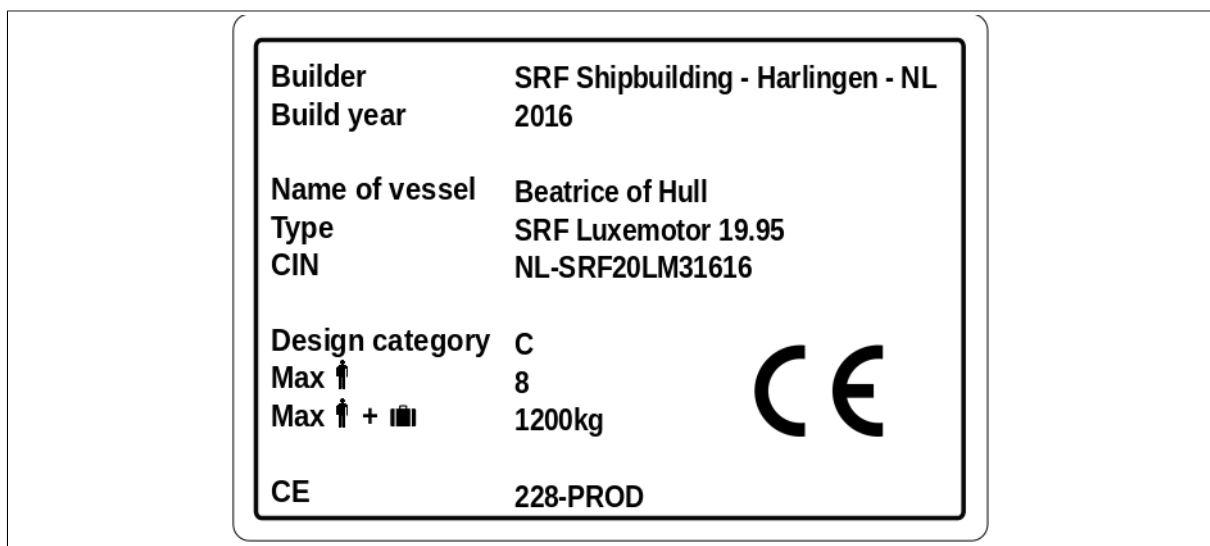 Builder SRF Shipbuilding - Harlingen - NL
Build year 2016
Name of vessel Beatrice of Hull
Type SRF Luxemotor 19.95
CIN NL-SRF20LM31616
Design category C
Max 8
Max + 1200kg
CE
CE 228-PROD